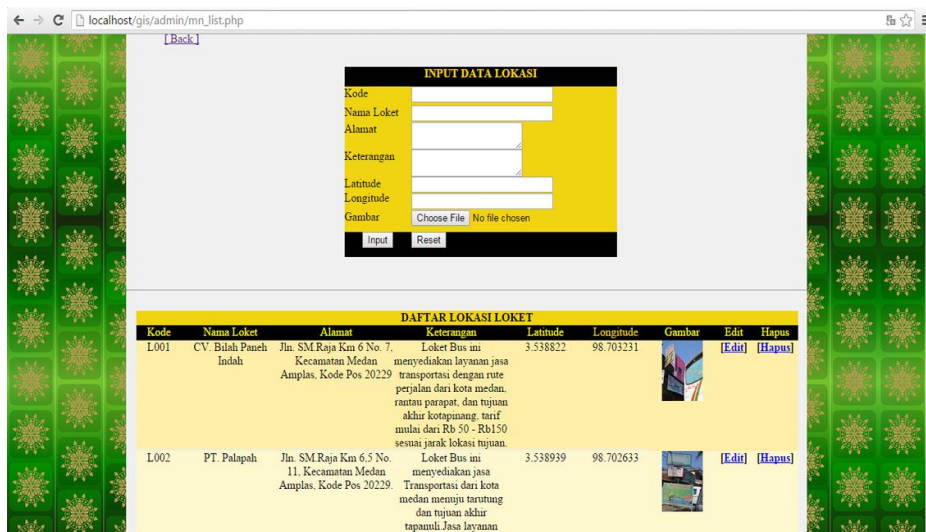 localhost/gis/admin/mn_list.php
[ Back ]
INPUT DATA LOKASI
Kode
Nama Loket
Alamat
Keterangan
Latitude
Longitude
Gambar Choose File No file chosen
Input Reset
DAFTAR LOKASI LOKET
Kode Nama Loket Alamat Keterangan Latitude Longitude Gambar Edit Hapus
L001 CV. Bilah Paneh Jln. SM.Raja Km 6 No. 7, Loket Bus ini 3.538822 98.703231 [Edit] [Hapus]
Indah Kecamatan Medan menyediakan layanan jasa
Amplas, Kode Pos 20229 transportasi dengan rute
perjalan dari kota medan,
rantau parapat, dan tujuan
akhir kotapinang, tarif
mulai dari Rb 50 - Rb150
sesuai jarak lokasi tujuan.
L002 PT. Palapah Jln. SM.Raja Km 6,5 No. Loket Bus ini 3.538939 98.702633 [Edit] [Hapus]
11, Kecamatan Medan menyediakan jasa
Amplas, Kode Pos 20229. Transportasi dari kota
medan menuju tarutung
dan tujuan akhir
tapanuli.Jasa layanan